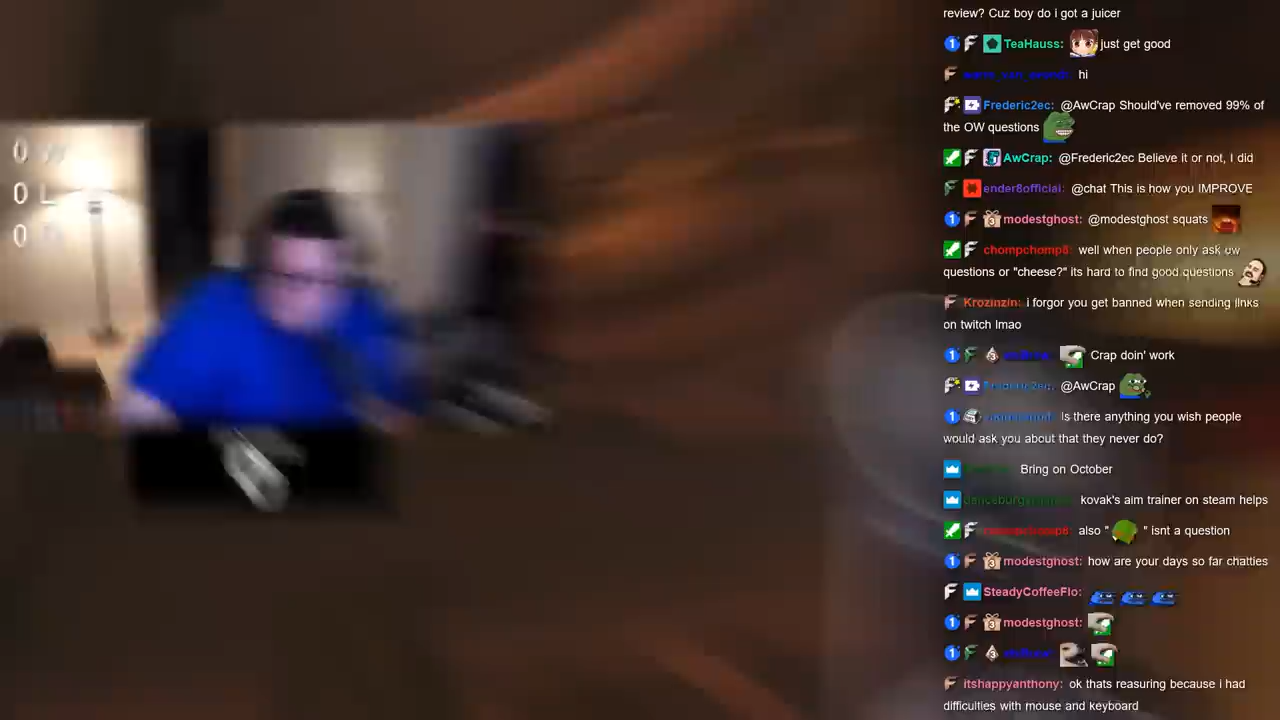 review? Cuz boy do i got a juicer
TeaHauss: just get good
hi
Frederic2ec: @AwCrap Should've removed 99% of
the OW questions
AwCrap: @Frederic2ec Believe it or not, i did
ender8official: @chat This is how you IMPROVE
modestghost: @modestghost squats
chompchomp8: well when people only ask ow
questions or "cheese?" its hard to find good questions
Krozinzin: i forgor you get banned when sending links
on twitch lmao
Crap doin' work
Frederic2ec: @AwCrap
Is there anything you wish people
would ask you about that they never do?
Bring on October
kovak's aim trainer on steam helps
chompchomp8: also " " isnt a question
modestghost: how are your days so far chatties
SteadyCoffeeFlo:
modestghost:
itshappyanthony: ok thats reasuring because i had
difficulties with mouse and keyboard
0 W
0 L
0